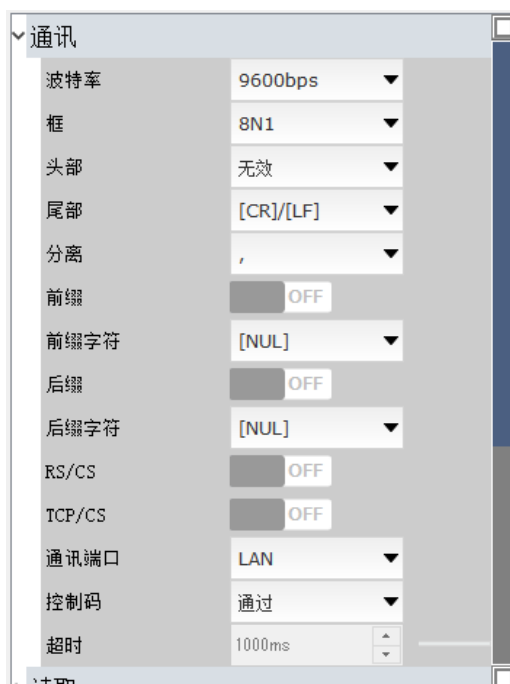 通讯
波特率 9600bps
框 8N1
头部 无效
尾部 [CR]/[LF]
分离 ,
前缀 OFF
前缀字符 [NUL]
后缀 OFF
后缀字符 [NUL]
RS/CS OFF
TCP/CS OFF
通讯端口 LAN
控制码 通过
超时 1000ms